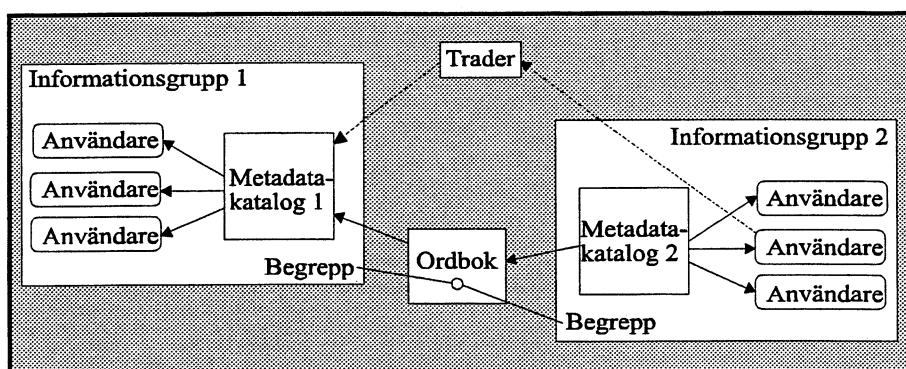 Trader
Informationsgrupp 1
Användare
Användare
Användare
Metadata-
katalog 1
Ordbok
Begrepp
Begrepp
Informationsgrupp 2
Metadata-
katalog 2
Användare
Användare
Användare